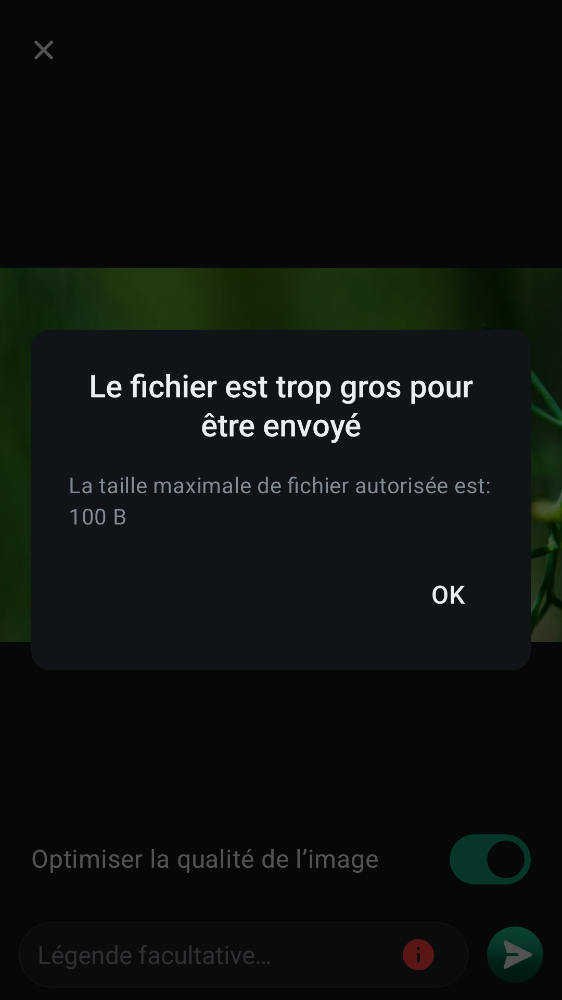 Le fichier est trop gros pour
être envoyé
La taille maximale de fichier autorisée est:
100 B
OK
Optimiser la qualité de l’image
Légende facultative…